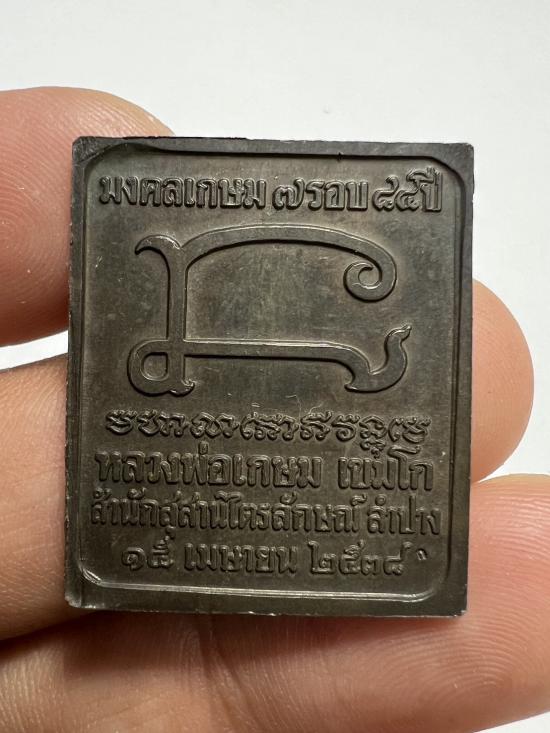 มงคลเกษม ๗ รอบ ๘๔ ปี
หลวงพ่อเกษม เขมโก
สำนักสุสานไตรลักษณ์ ลำปาง
๑๕ เมษายน ๒๕๓๘